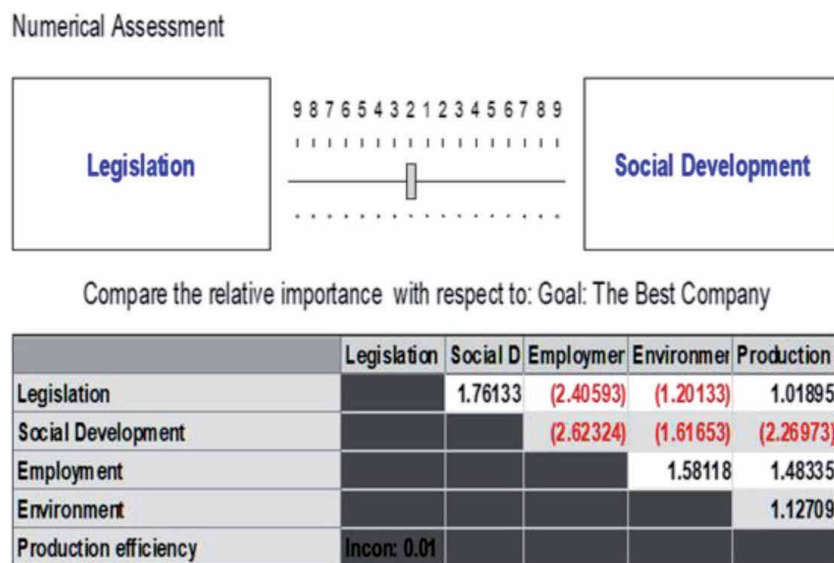 Numerical Assessment
9 8 7 6 5 4 3 2 1 2 3 4 5 6 7 8 9
Legislation
Social Development
Compare the relative importance with respect to: Goal: The Best Company
Legislation Social D Employmer Environmer Production
Legislation 1.76133 (2.40593) (1.20133) 1.01895
Social Development (2.62324) (1.61653) (2.26973)
Employment 1.58118 1.48335
Environment 1.12709
Production efficiency Incon: 0.01